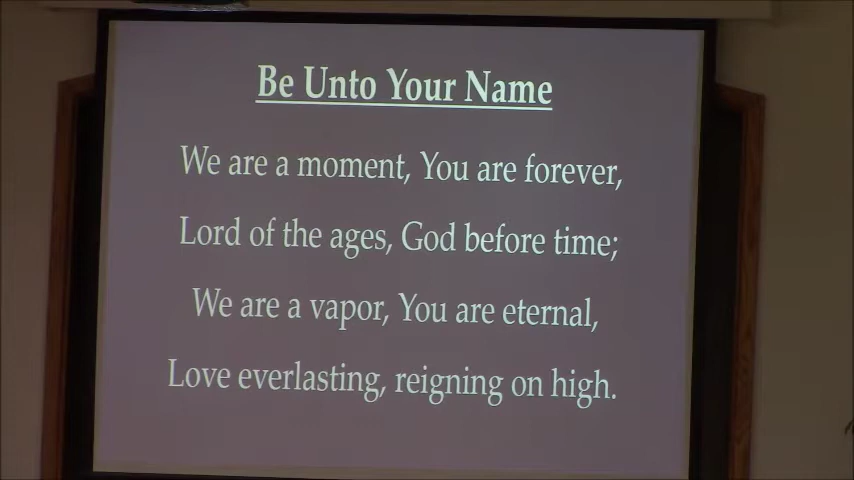 Be Unto Your Name
We are a moment, You are forever,
Lord of the ages, God before time;
We are a vapor, You are eternal,
Love everlasting, reigning on high.